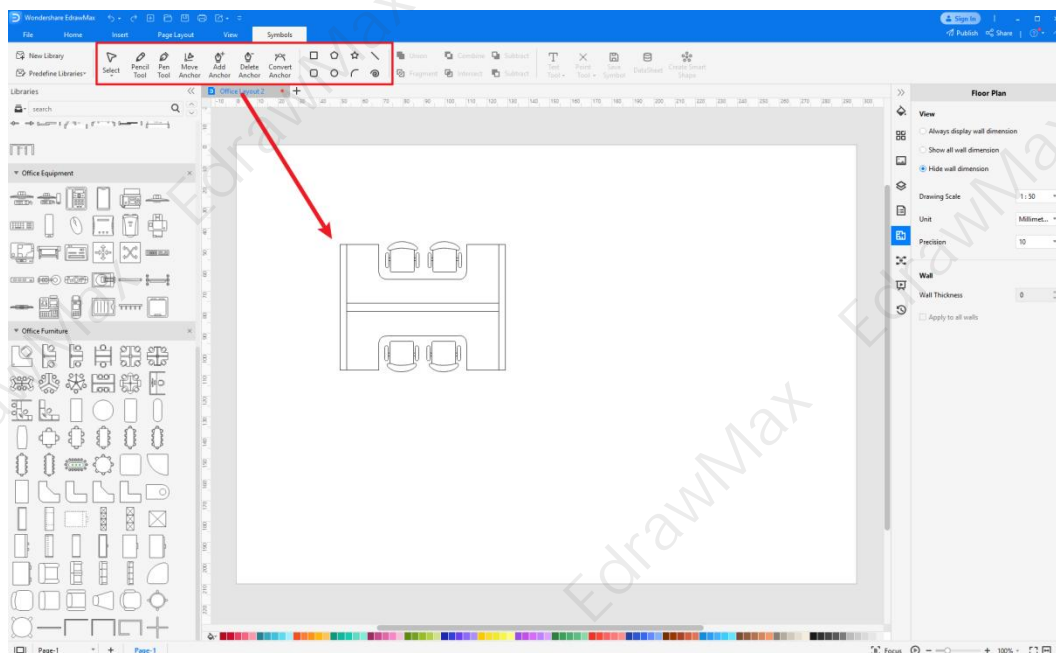 Wondershare EdrawMax
Sign In
File Home Insert Page Layout View Symbols
Publish Share
New Library
Predefine Libraries
Select
Pencil Tool
Pen Tool
Move Anchor
Add Anchor
Delete Anchor
Convert Anchor
Union Combine Subtract
Fragment Intersect Subtract
Text Tool
Point Tool
Save Symbol
DataSheet
Create Smart Shape
Libraries
search
Office Layout 2
Office Equipment
Office Furniture
Floor Plan
View
Always display wall dimension
Show all wall dimension
Hide wall dimension
Drawing Scale 1 : 50
Unit Millimet...
Precision 10
Wall
Wall Thickness 0
Apply to all walls
Page-1
Page-1
Focus
100%
EdrawMax
EdrawMax
EdrawMax